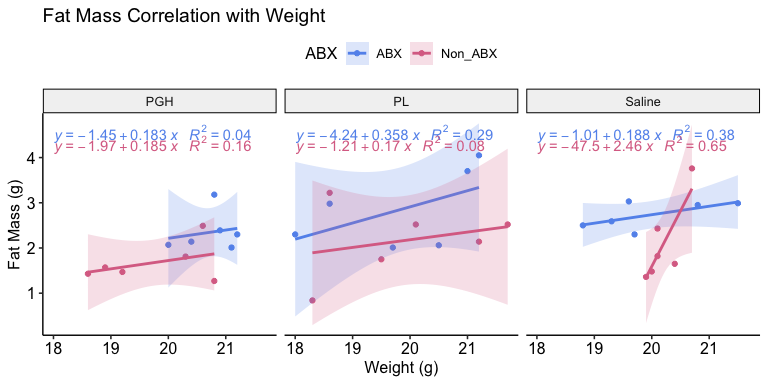 Fat Mass Correlation with Weight
ABX ABX Non_ABX
PGH PL Saline
y = −1.45 + 0.183 x R² = 0.04 y = −4.24 + 0.358 x R² = 0.29 y = −1.01 + 0.188 x R² = 0.38
y = −1.97 + 0.185 x R² = 0.16 y = −1.21 + 0.17 x R² = 0.08 y = −47.5 + 2.46 x R² = 0.65
4
3
2
1
Fat Mass (g)
18 19 20 21 18 19 20 21 18 19 20 21
Weight (g)